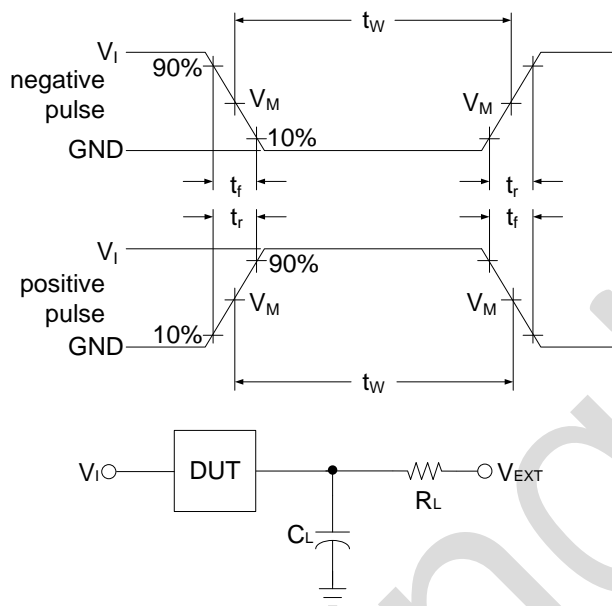 tW
VI
90%
negative
pulse
VM
VM
10%
GND
tf
tr
tr
tf
VI
90%
positive
pulse
VM
VM
10%
GND
tW
VI
DUT
VEXT
RL
CL